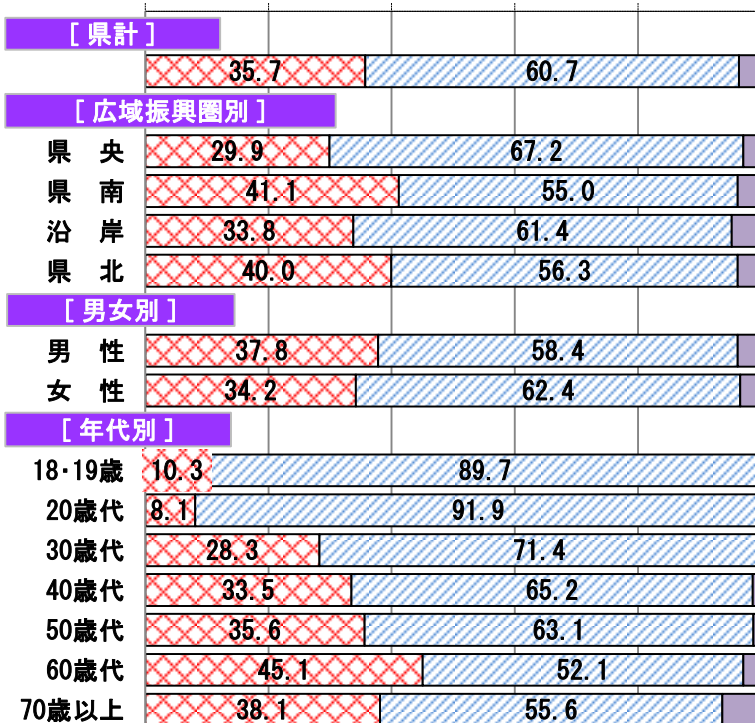 [ 県計 ]
35.7 60.7
[ 広域振興圏別 ]
県 央 29.9 67.2
県 南 41.1 55.0
沿 岸 33.8 61.4
県 北 40.0 56.3
[ 男女別 ]
男 性 37.8 58.4
女 性 34.2 62.4
[ 年代別 ]
18・19歳 10.3 89.7
20歳代 8.1 91.9
30歳代 28.3 71.4
40歳代 33.5 65.2
50歳代 35.6 63.1
60歳代 45.1 52.1
70歳以上 38.1 55.6